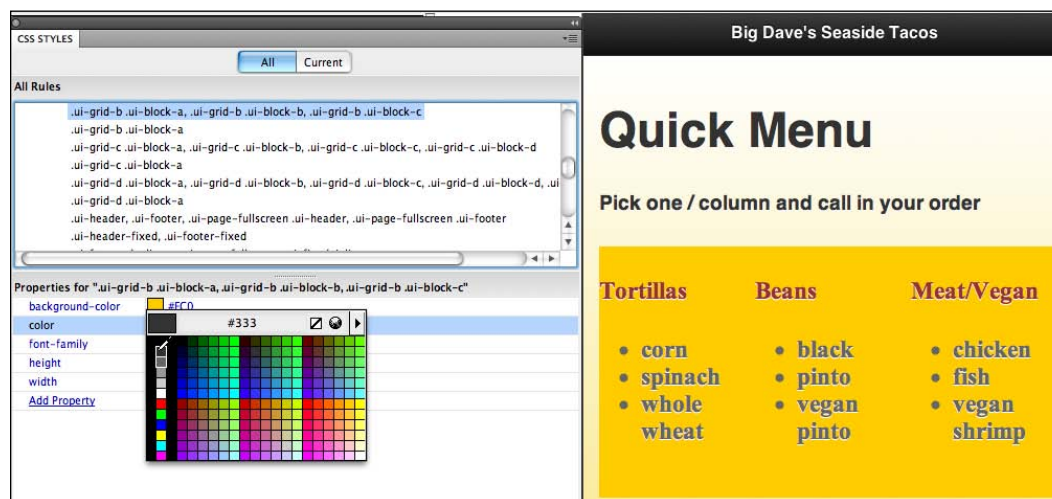 CSS STYLES
All
Current
All Rules
.ui-grid-b .ui-block-a, .ui-grid-b .ui-block-b, .ui-grid-b .ui-block-c
.ui-grid-b .ui-block-a
.ui-grid-c .ui-block-a, .ui-grid-c .ui-block-b, .ui-grid-c .ui-block-c, .ui-grid-c .ui-block-d
.ui-grid-c .ui-block-a
.ui-grid-d .ui-block-a, .ui-grid-d .ui-block-b, .ui-grid-d .ui-block-c, .ui-grid-d .ui-block-d, .ui
.ui-grid-d .ui-block-a
.ui-header, .ui-footer, .ui-page-fullscreen .ui-header, .ui-page-fullscreen .ui-footer
.ui-header-fixed, .ui-footer-fixed
Properties for ".ui-grid-b .ui-block-a, .ui-grid-b .ui-block-b, .ui-grid-b .ui-block-c"
background-color #FC0
color #333
font-family
height
width
Add Property
Big Dave's Seaside Tacos
Quick Menu
Pick one / column and call in your order
Tortillas
• corn
• spinach
• whole
wheat
Beans
• black
• pinto
• vegan
pinto
Meat/Vegan
• chicken
• fish
• vegan
shrimp